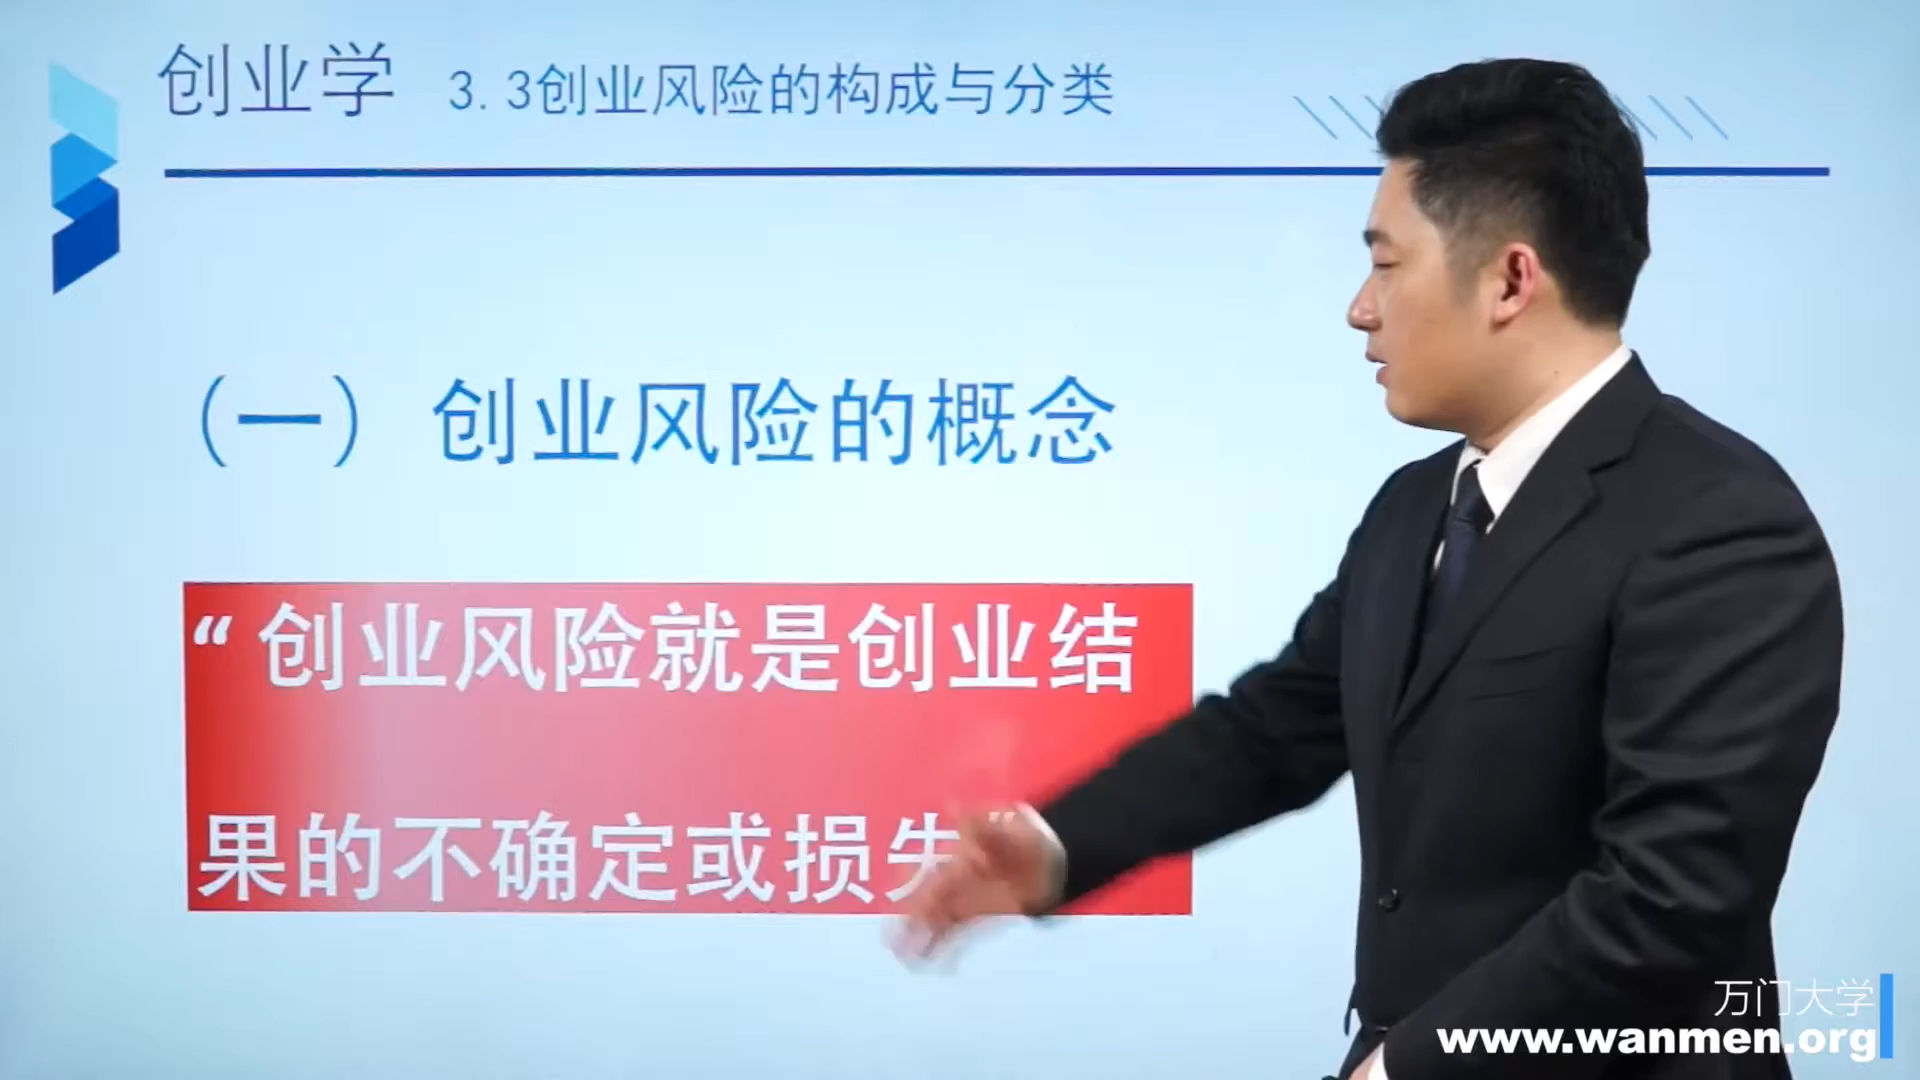 创业学 3.3创业风险的构成与分类
（一）创业风险的概念
“创业风险就是创业结
果的不确定或损失”
万门大学
www.wanmen.org